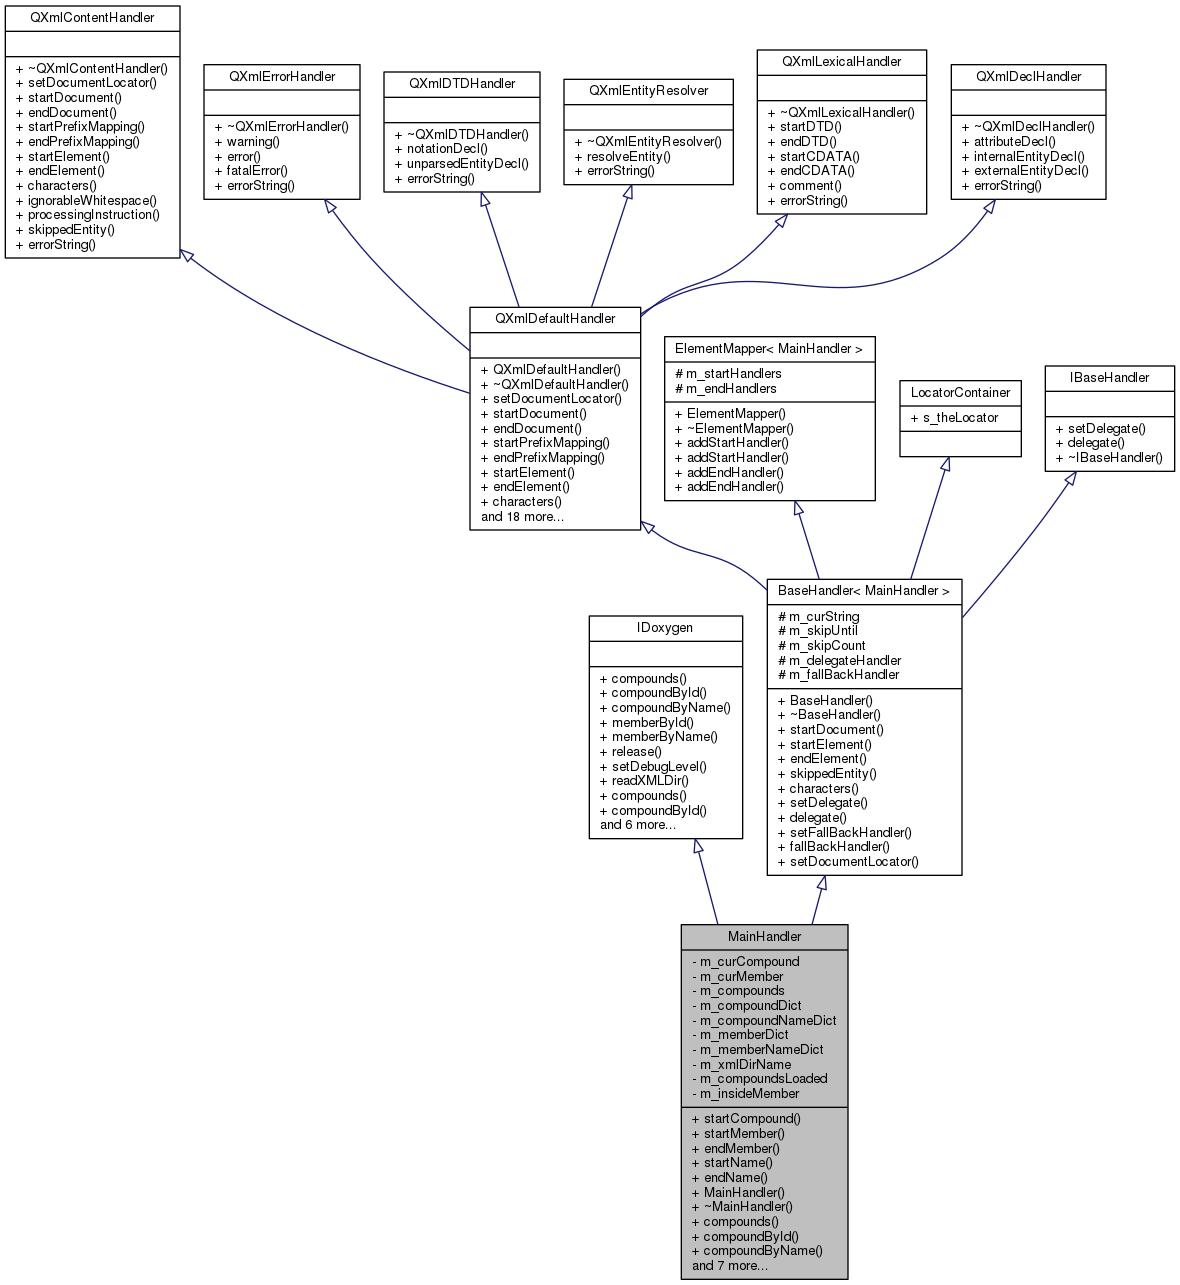 QXmlContentHandler
+ ~QXmlContentHandler()
+ setDocumentLocator()
+ startDocument()
+ endDocument()
+ startPrefixMapping()
+ endPrefixMapping()
+ startElement()
+ endElement()
+ characters()
+ ignorableWhitespace()
+ processingInstruction()
+ skippedEntity()
+ errorString()
QXmlErrorHandler
+ ~QXmlErrorHandler()
+ warning()
+ error()
+ fatalError()
+ errorString()
QXmlDTDHandler
+ ~QXmlDTDHandler()
+ notationDecl()
+ unparsedEntityDecl()
+ errorString()
QXmlEntityResolver
+ ~QXmlEntityResolver()
+ resolveEntity()
+ errorString()
QXmlLexicalHandler
+ ~QXmlLexicalHandler()
+ startDTD()
+ endDTD()
+ startCDATA()
+ endCDATA()
+ comment()
+ errorString()
QXmlDeclHandler
+ ~QXmlDeclHandler()
+ attributeDecl()
+ internalEntityDecl()
+ externalEntityDecl()
+ errorString()
QXmlDefaultHandler
+ QXmlDefaultHandler()
+ ~QXmlDefaultHandler()
+ setDocumentLocator()
+ startDocument()
+ endDocument()
+ startPrefixMapping()
+ endPrefixMapping()
+ startElement()
+ endElement()
+ characters()
and 18 more...
ElementMapper< MainHandler >
# m_startHandlers
# m_endHandlers
+ ElementMapper()
+ ~ElementMapper()
+ addStartHandler()
+ addStartHandler()
+ addEndHandler()
+ addEndHandler()
LocatorContainer
+ s_theLocator
IBaseHandler
+ setDelegate()
+ delegate()
+ ~IBaseHandler()
IDoxygen
+ compounds()
+ compoundById()
+ compoundByName()
+ memberById()
+ memberByName()
+ release()
+ setDebugLevel()
+ readXMLDir()
+ compounds()
+ compoundById()
and 6 more...
BaseHandler< MainHandler >
# m_curString
# m_skipUntil
# m_skipCount
# m_delegateHandler
# m_fallBackHandler
+ BaseHandler()
+ ~BaseHandler()
+ startDocument()
+ startElement()
+ endElement()
+ skippedEntity()
+ characters()
+ setDelegate()
+ delegate()
+ setFallBackHandler()
+ fallBackHandler()
+ setDocumentLocator()
MainHandler
- m_curCompound
- m_curMember
- m_compounds
- m_compoundDict
- m_compoundNameDict
- m_memberDict
- m_memberNameDict
- m_xmlDirName
- m_compoundsLoaded
- m_insideMember
+ startCompound()
+ startMember()
+ endMember()
+ startName()
+ endName()
+ MainHandler()
+ ~MainHandler()
+ compounds()
+ compoundById()
+ compoundByName()
and 7 more...